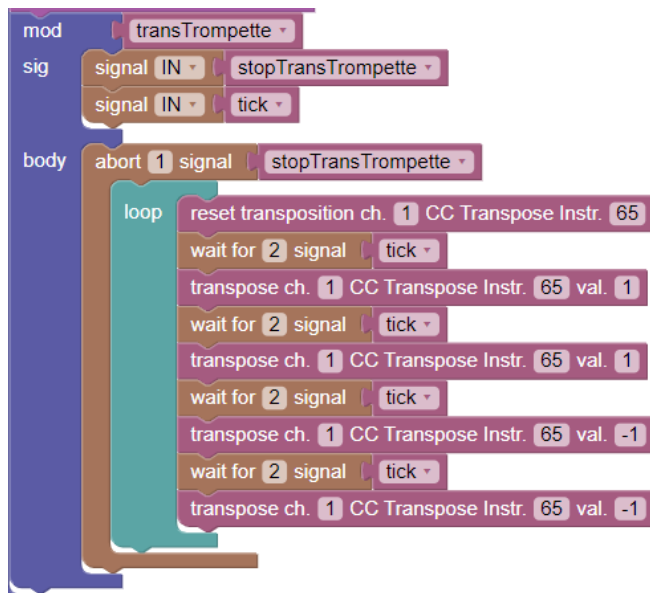 mod transTrompette
sig signal IN stopTransTrompette
signal IN tick
body abort 1 signal stopTransTrompette
loop reset transposition ch. 1 CC Transpose Instr. 65
wait for 2 signal tick
transpose ch. 1 CC Transpose Instr. 65 val. 1
wait for 2 signal tick
transpose ch. 1 CC Transpose Instr. 65 val. 1
wait for 2 signal tick
transpose ch. 1 CC Transpose Instr. 65 val. -1
wait for 2 signal tick
transpose ch. 1 CC Transpose Instr. 65 val. -1